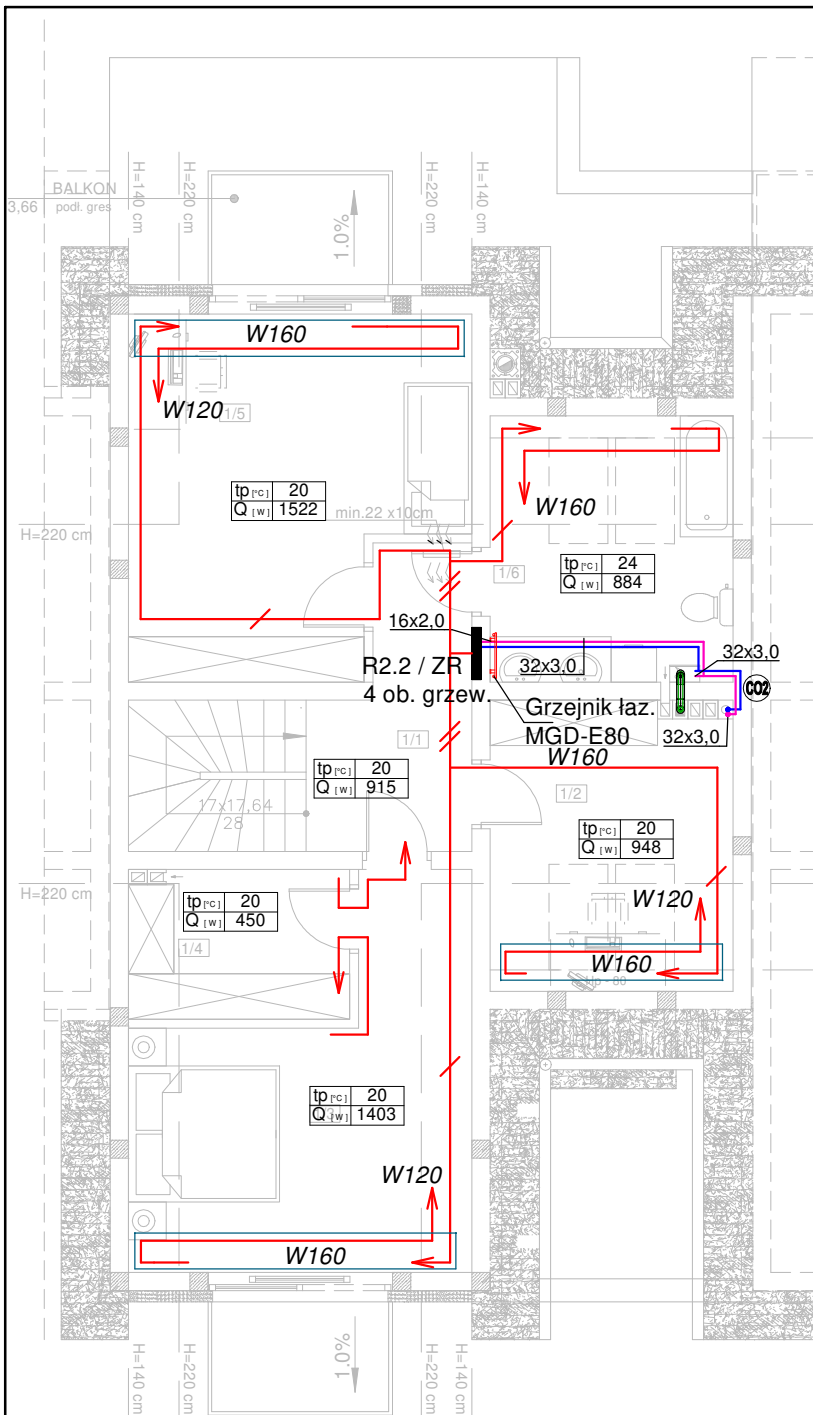 H=140 cm
H=220 cm
H=220 cm
H=140 cm
BALKON
3,66 podł. gres
1.0%
W160
W120
1/5
W160
tp [°C] 20
Q [W] 1522
min.22 x10cm
H=220 cm
tp [°C] 24
Q [W] 884
1/6
16x2,0
R2.2 / ZR
4 ob. grzew.
32x3,0
32x3,0
CO2
Grzejnik łaz.
MGD-E80
32x3,0
W160
1/1
tp [°C] 20
Q [W] 915
17x17,64
28
1/2
tp [°C] 20
Q [W] 948
H=220 cm
tp [°C] 20
Q [W] 450
1/4
W120
W160
tp [°C] 20
Q [W] 1403
W120
W160
1.0%
H=140 cm
H=220 cm
H=220 cm
H=140 cm